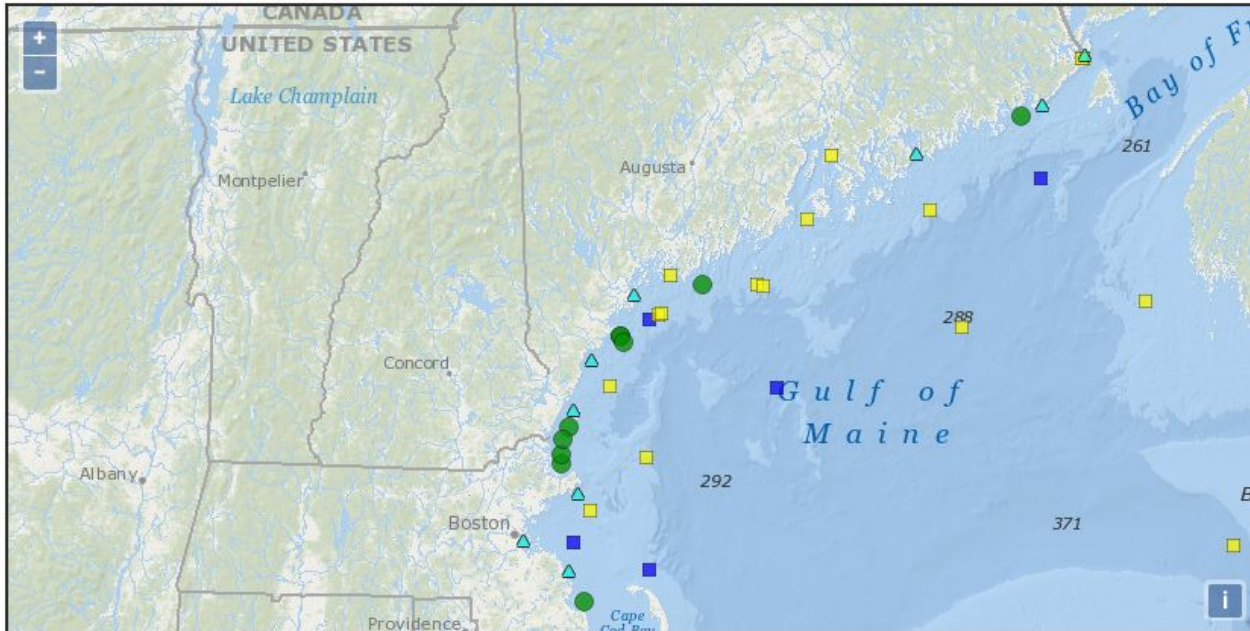 CANADA
UNITED STATES
+
−
Lake Champlain
Bay of F
261
Augusta
Montpelier
288
Concord
Gulf of
Maine
292
Albany
371
B
Boston
i
Cape
Cod Bay
Providence